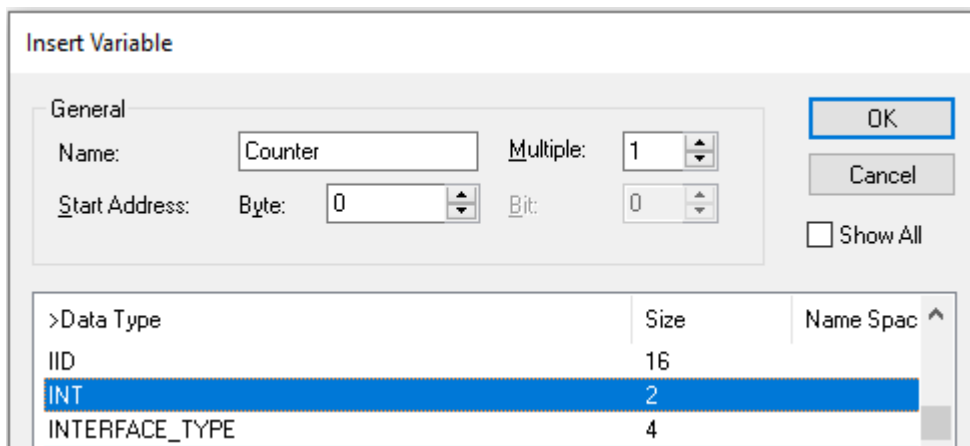 Insert Variable
General
Name: Counter Multiple: 1 OK
Start Address: Byte: 0 Bit: 0 Cancel
Show All
>Data Type Size Name Spac
IID 16
INT 2
INTERFACE_TYPE 4